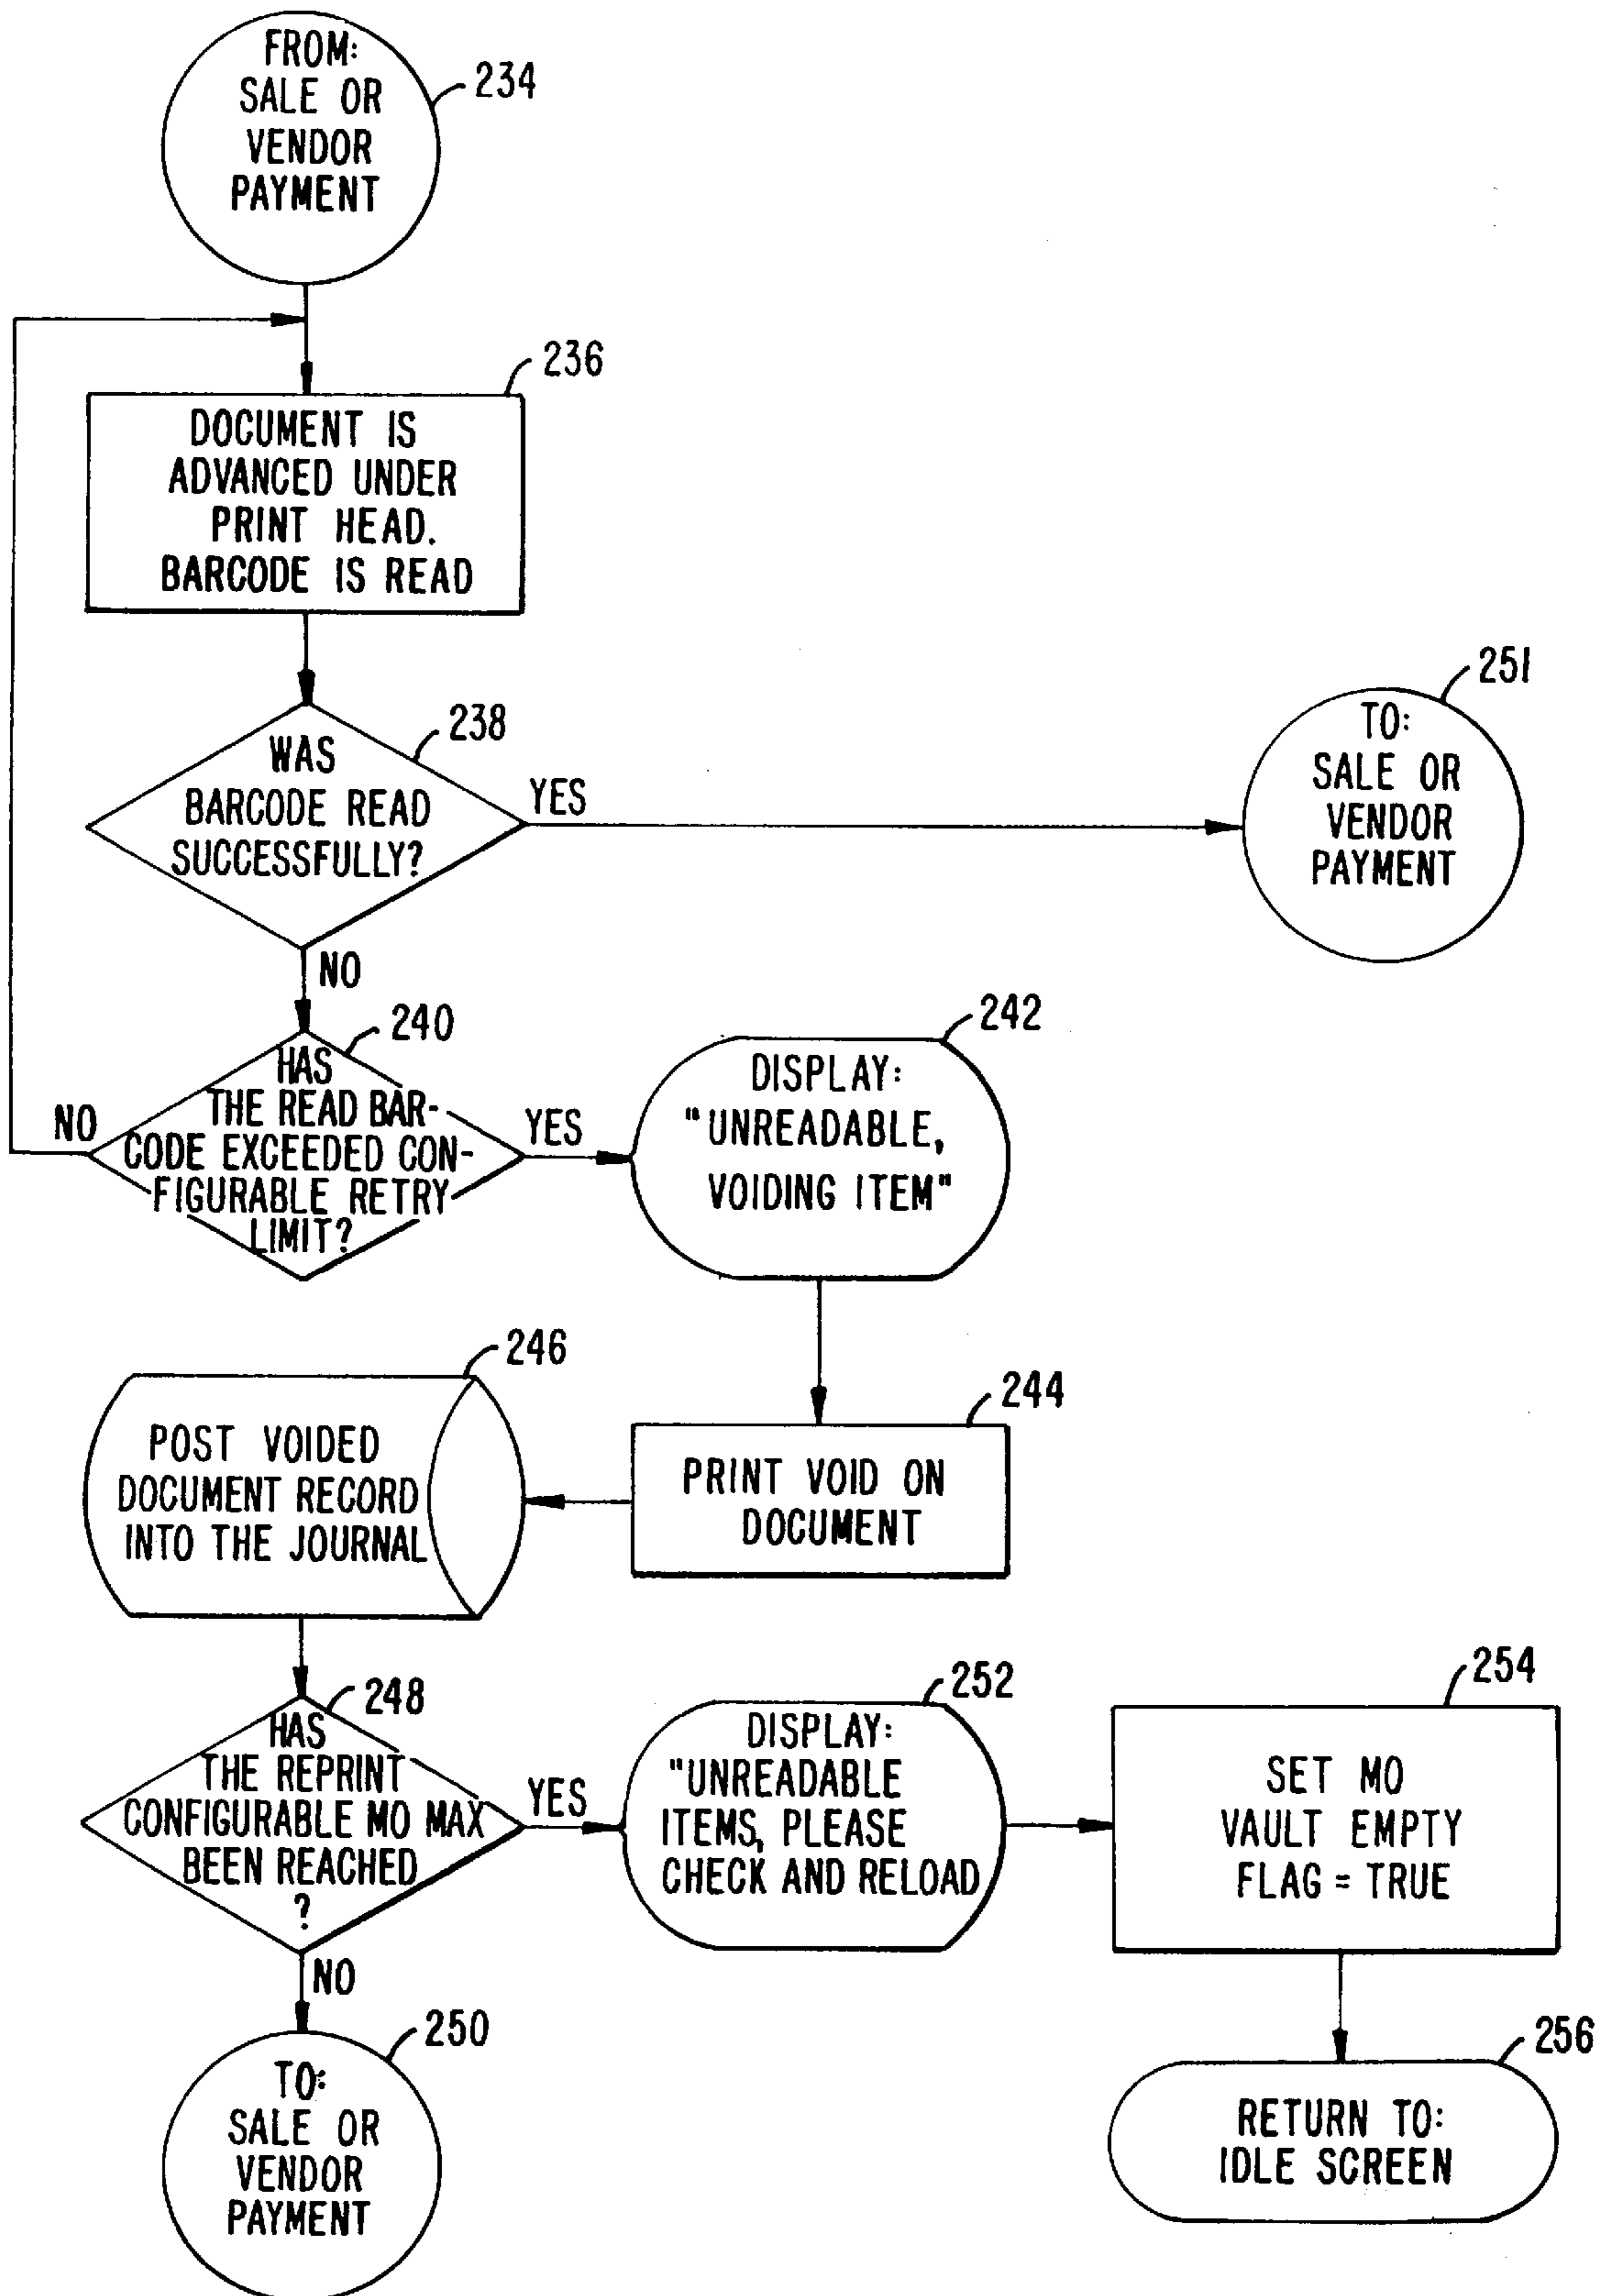 FROM:
SALE OR
VENDOR
PAYMENT
234
236
DOCUMENT IS
ADVANCED UNDER
PRINT HEAD.
BARCODE IS READ
238
WAS
BARCODE READ
SUCCESSFULLY?
YES
251
TO:
SALE OR
VENDOR
PAYMENT
NO
240
HAS
THE READ BAR-
CODE EXCEEDED CON-
FIGURABLE RETRY
LIMIT?
NO
YES
242
DISPLAY:
"UNREADABLE,
VOIDING ITEM"
244
PRINT VOID ON
DOCUMENT
246
POST VOIDED
DOCUMENT RECORD
INTO THE JOURNAL
248
HAS
THE REPRINT
CONFIGURABLE MO MAX
BEEN REACHED
?
YES
252
DISPLAY:
"UNREADABLE
ITEMS, PLEASE
CHECK AND RELOAD
254
SET MO
VAULT EMPTY
FLAG = TRUE
NO
250
TO:
SALE OR
VENDOR
PAYMENT
256
RETURN TO:
IDLE SCREEN